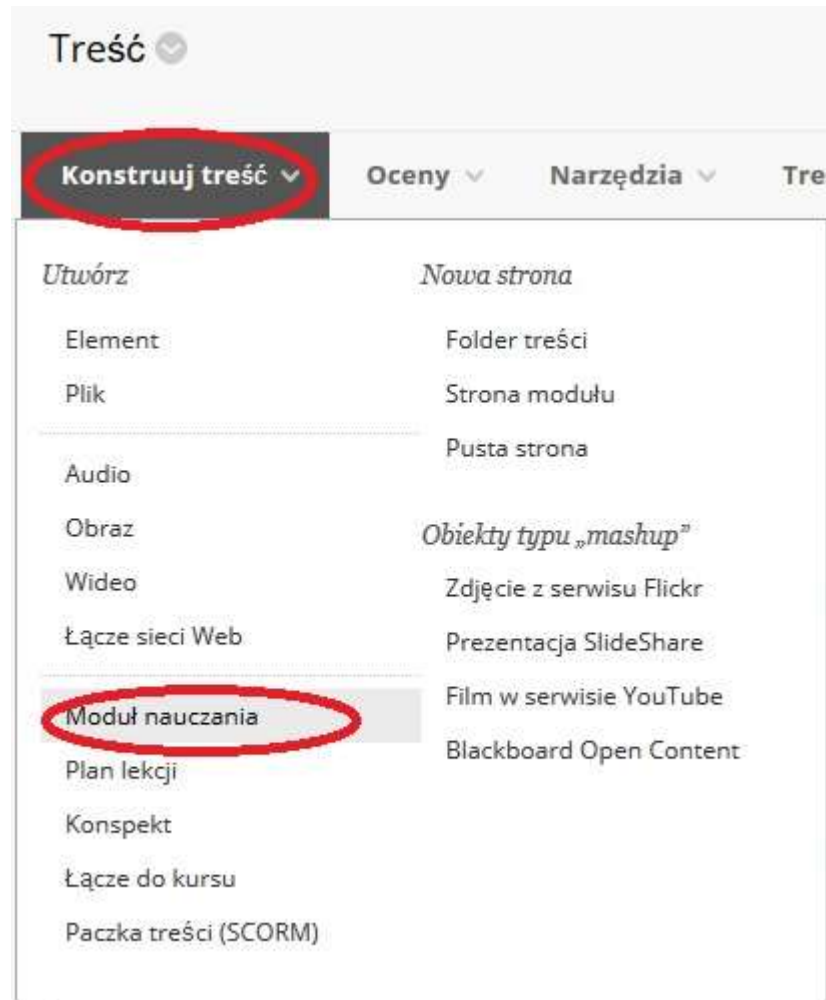 Treść
Konstruuj treść
Oceny
Narzędzia
Tre
Utwórz
Element
Plik
Audio
Obraz
Wideo
Łącze sieci Web
Moduł nauczania
Plan lekcji
Konspekt
Łącze do kursu
Paczka treści (SCORM)
Nowa strona
Folder treści
Strona modułu
Pusta strona
Obiekty typu „mashup”
Zdjęcie z serwisu Flickr
Prezentacja SlideShare
Film w serwisie YouTube
Blackboard Open Content